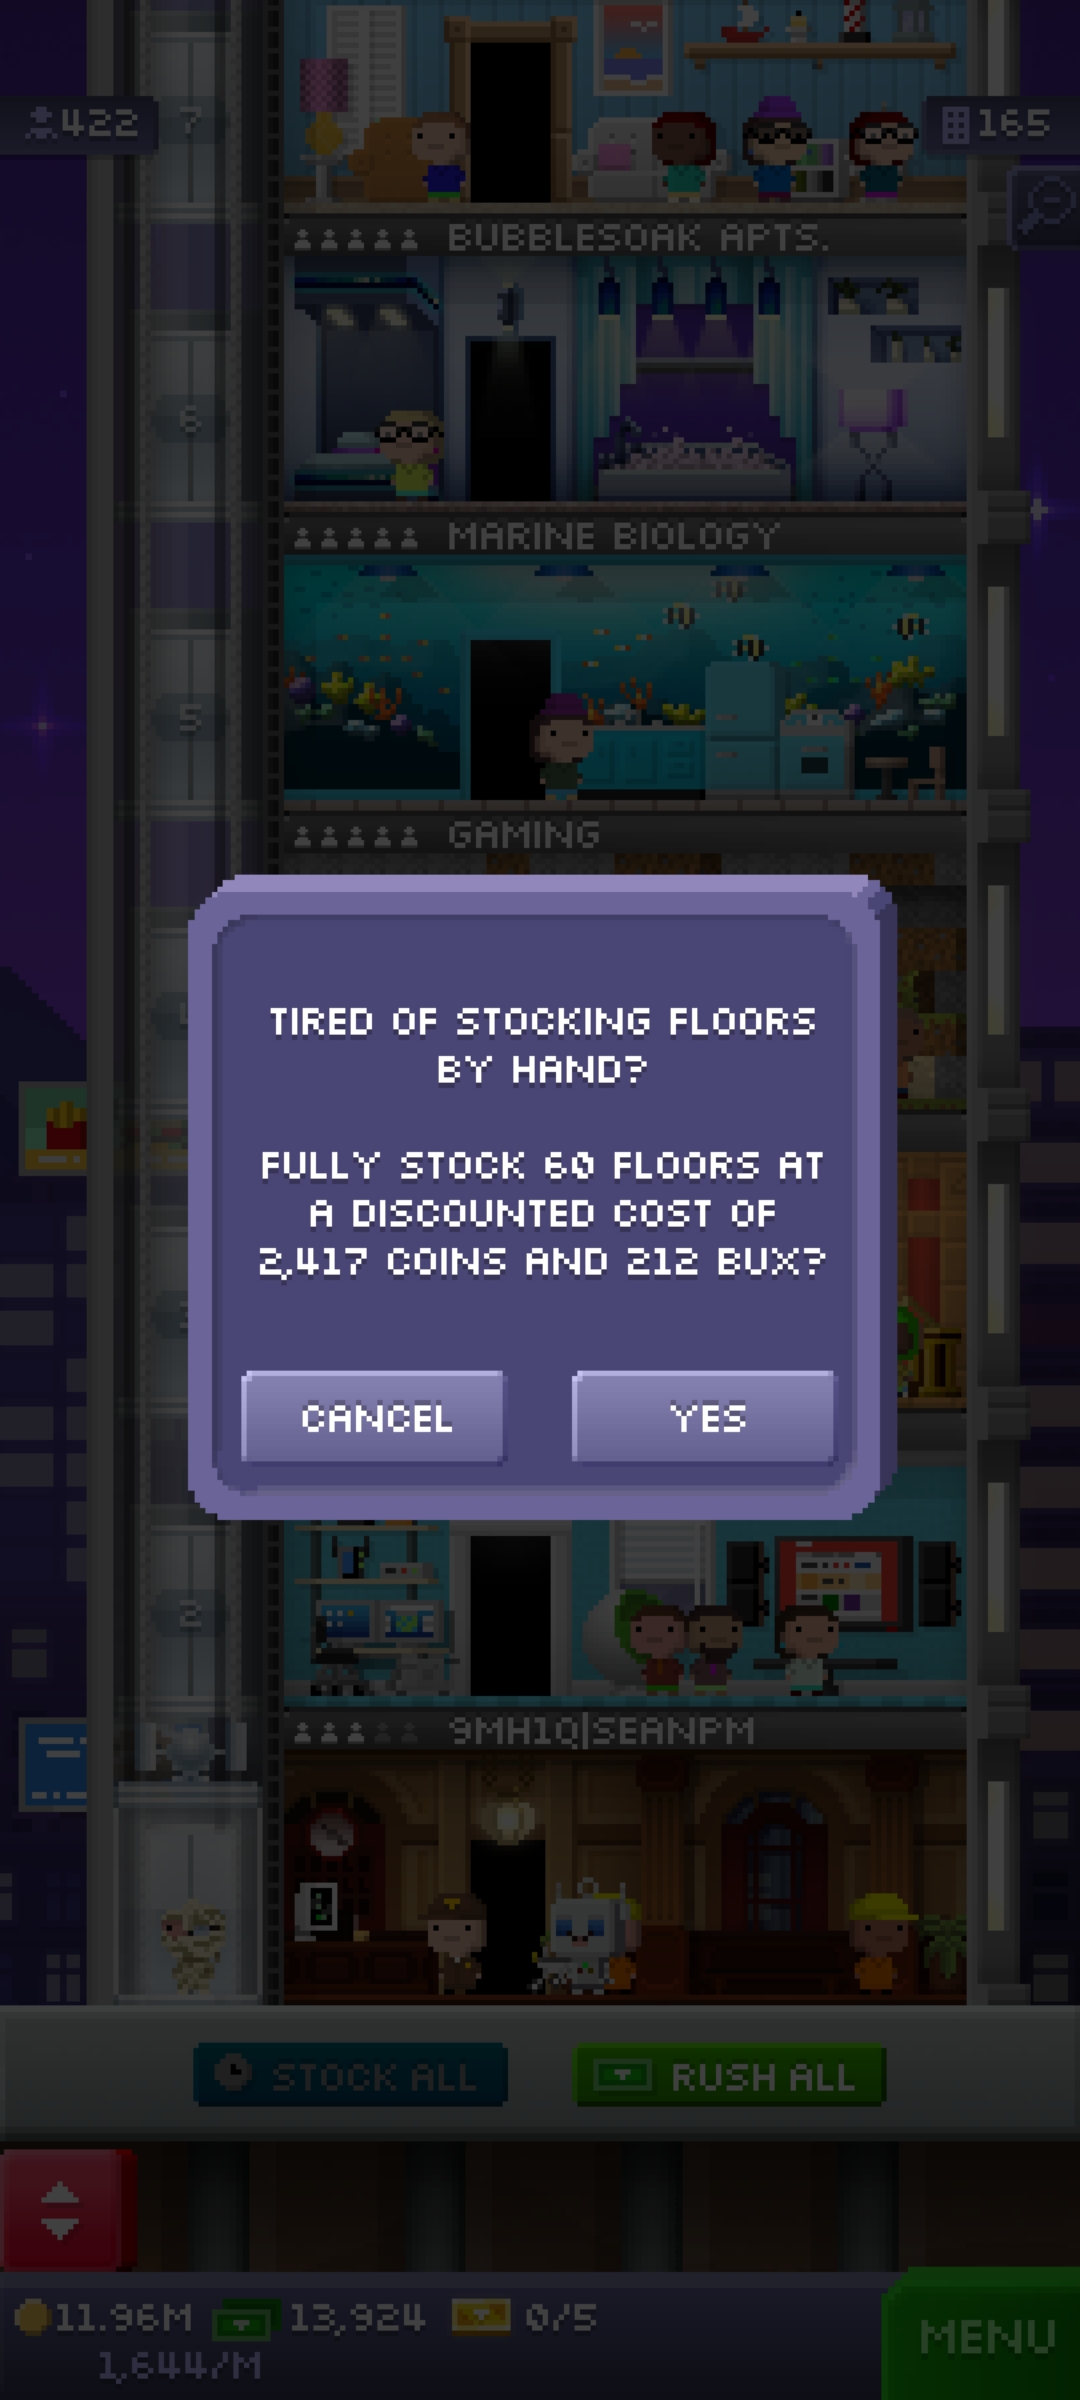 422
7
165
BUBBLESOAK APTS.
6
MARINE BIOLOGY
5
GAMING
TIRED OF STOCKING FLOORS
BY HAND?
FULLY STOCK 60 FLOORS AT
A DISCOUNTED COST OF
2,417 COINS AND 212 BUX?
CANCEL
YES
2
9MH1Q|SEANPM
STOCK ALL
RUSH ALL
11.96M
13,924
0/5
1,644/M
MENU